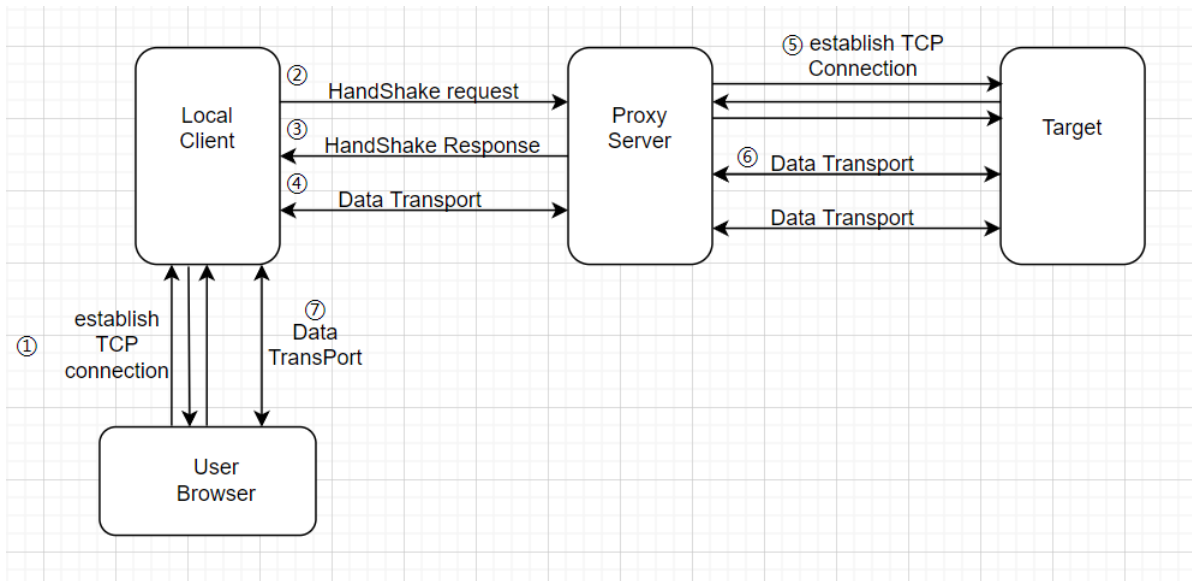 Local
Client
②
HandShake request
③
HandShake Response
④
Data Transport
Proxy
Server
⑤ establish TCP
Connection
⑥ Data Transport
Data Transport
Target
①
establish
TCP
connection
⑦
Data
TransPort
User
Browser